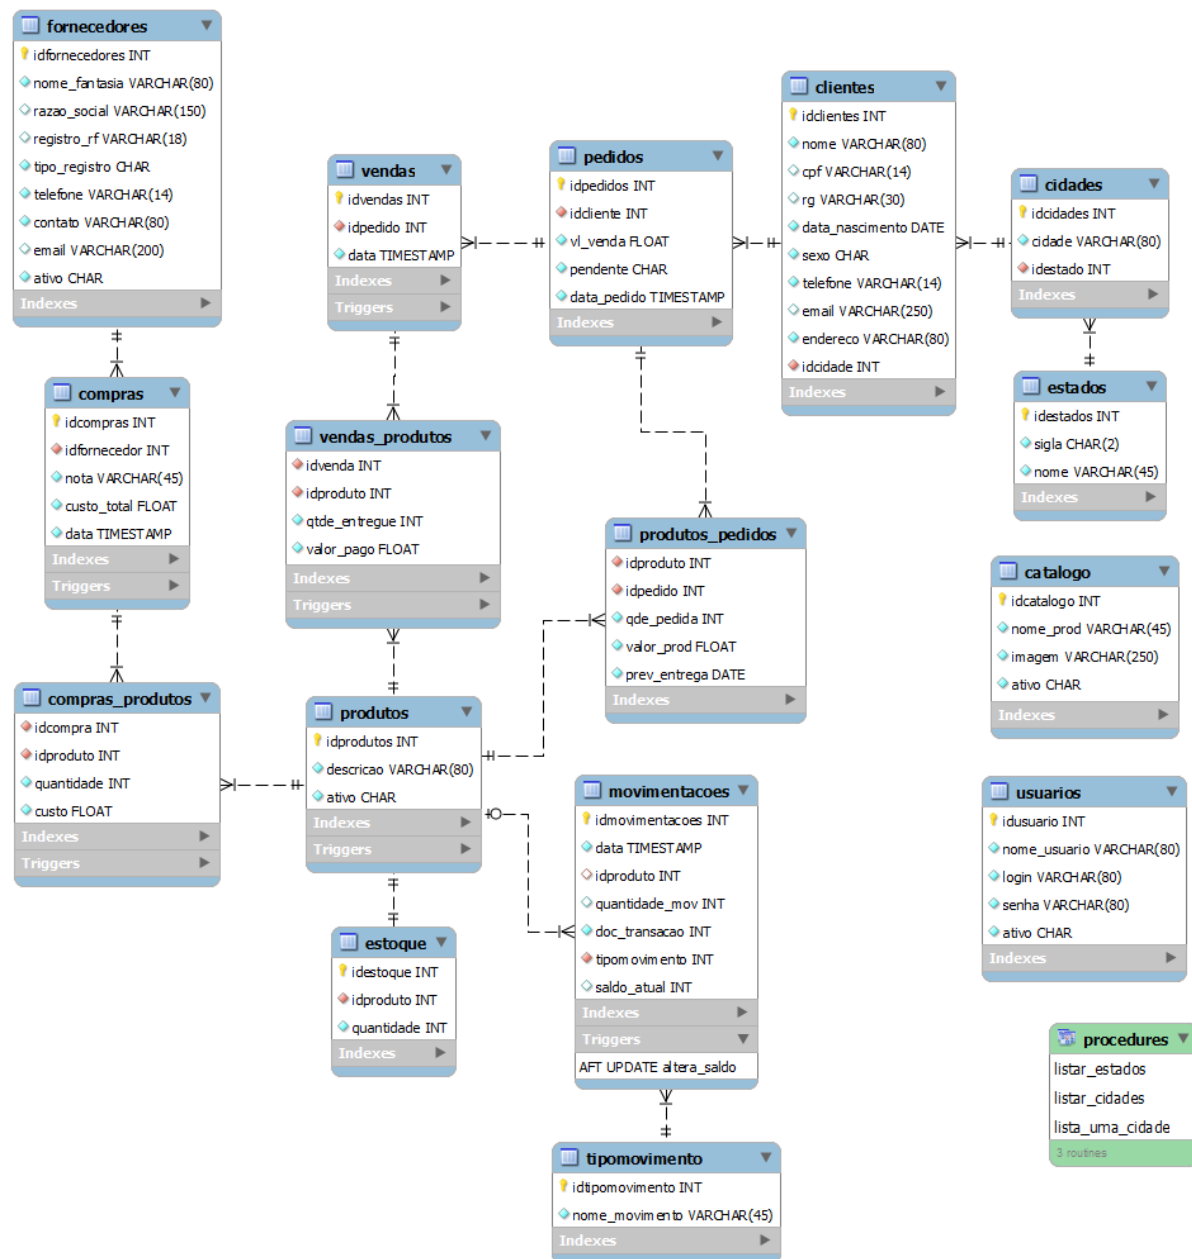 fornecedores
idfornecedores INT
nome_fantasia VARCHAR(80)
razao_social VARCHAR(150)
registro_rf VARCHAR(18)
tipo_registro CHAR
telefone VARCHAR(14)
contato VARCHAR(80)
email VARCHAR(200)
ativo CHAR
Indexes
vendas
idvendas INT
idpedido INT
data TIMESTAMP
Indexes
Triggers
pedidos
idpedidos INT
idcliente INT
vl_venda FLOAT
pendente CHAR
data_pedido TIMESTAMP
Indexes
clientes
idclientes INT
nome VARCHAR(80)
cpf VARCHAR(14)
rg VARCHAR(30)
data_nascimento DATE
sexo CHAR
telefone VARCHAR(14)
email VARCHAR(250)
endereco VARCHAR(80)
idcidade INT
Indexes
cidades
idcidades INT
cidade VARCHAR(80)
idestado INT
Indexes
compras
idcompras INT
idfornecedor INT
nota VARCHAR(45)
custo_total FLOAT
data TIMESTAMP
Indexes
Triggers
vendas_produtos
idvenda INT
idproduto INT
qtde_entregue INT
valor_pago FLOAT
Indexes
Triggers
estados
idestados INT
sigla CHAR(2)
nome VARCHAR(45)
Indexes
produtos_pedidos
idproduto INT
idpedido INT
qde_pedida INT
valor_prod FLOAT
prev_entrega DATE
Indexes
catalogo
idcatalogo INT
nome_prod VARCHAR(45)
imagem VARCHAR(250)
ativo CHAR
Indexes
compras_produtos
idcompra INT
idproduto INT
quantidade INT
custo FLOAT
Indexes
Triggers
produtos
idprodutos INT
descricao VARCHAR(80)
ativo CHAR
Indexes
Triggers
movimentacoes
idmovimentacoes INT
data TIMESTAMP
idproduto INT
quantidade_mov INT
doc_transacao INT
tipomovimento INT
saldo_atual INT
Indexes
Triggers
AFT UPDATE altera_saldo
usuarios
idusuario INT
nome_usuario VARCHAR(80)
login VARCHAR(80)
senha VARCHAR(80)
ativo CHAR
Indexes
estoque
idestoque INT
idproduto INT
quantidade INT
Indexes
procedures
listar_estados
listar_cidades
lista_uma_cidade
3 routines
tipomovimento
idtipomovimento INT
nome_movimento VARCHAR(45)
Indexes